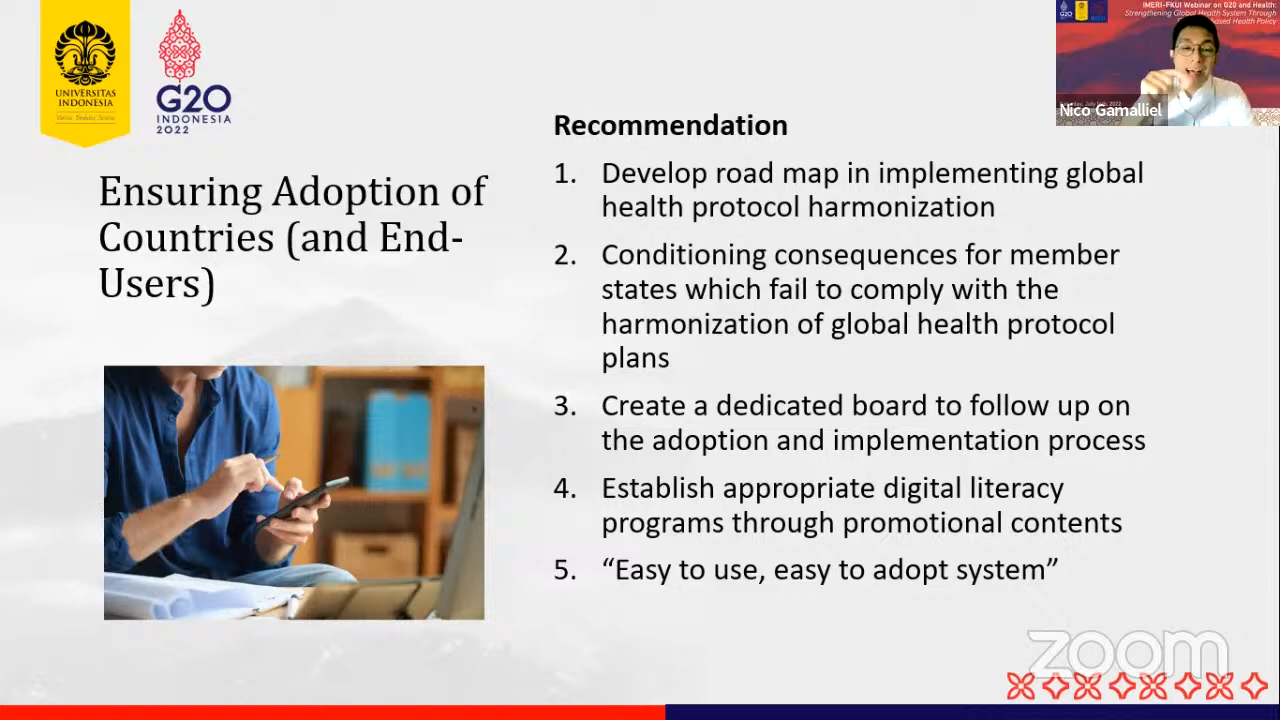 UNIVERSITAS
INDONESIA
G20
INDONESIA
2022
Ensuring Adoption of
Countries (and End-
Users)
Recommendation
1. Develop road map in implementing global
health protocol harmonization
2. Conditioning consequences for member
states which fail to comply with the
harmonization of global health protocol
plans
3. Create a dedicated board to follow up on
the adoption and implementation process
4. Establish appropriate digital literacy
programs through promotional contents
5. “Easy to use, easy to adopt system”
IMERI-FKUI Webinar on G20 and Health:
Strengthening Global Health System Through
Based Health Policy
Nico Gamalliel
zoom